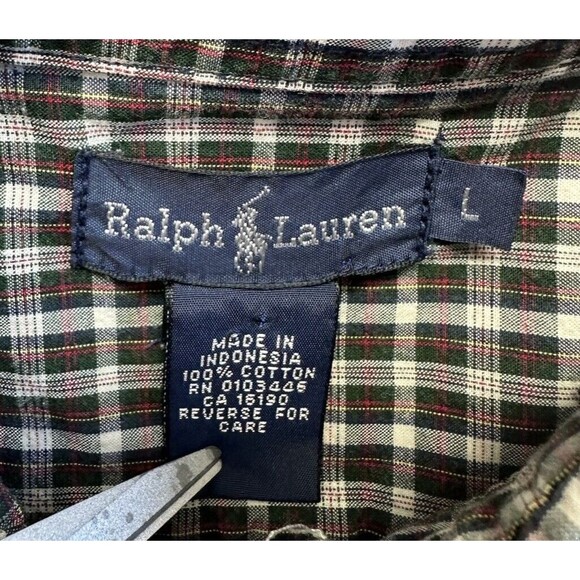 Ralph Lauren
L
MADE IN
INDONESIA
100% COTTON
RN 0103446
CA 16190
REVERSE FOR
CARE